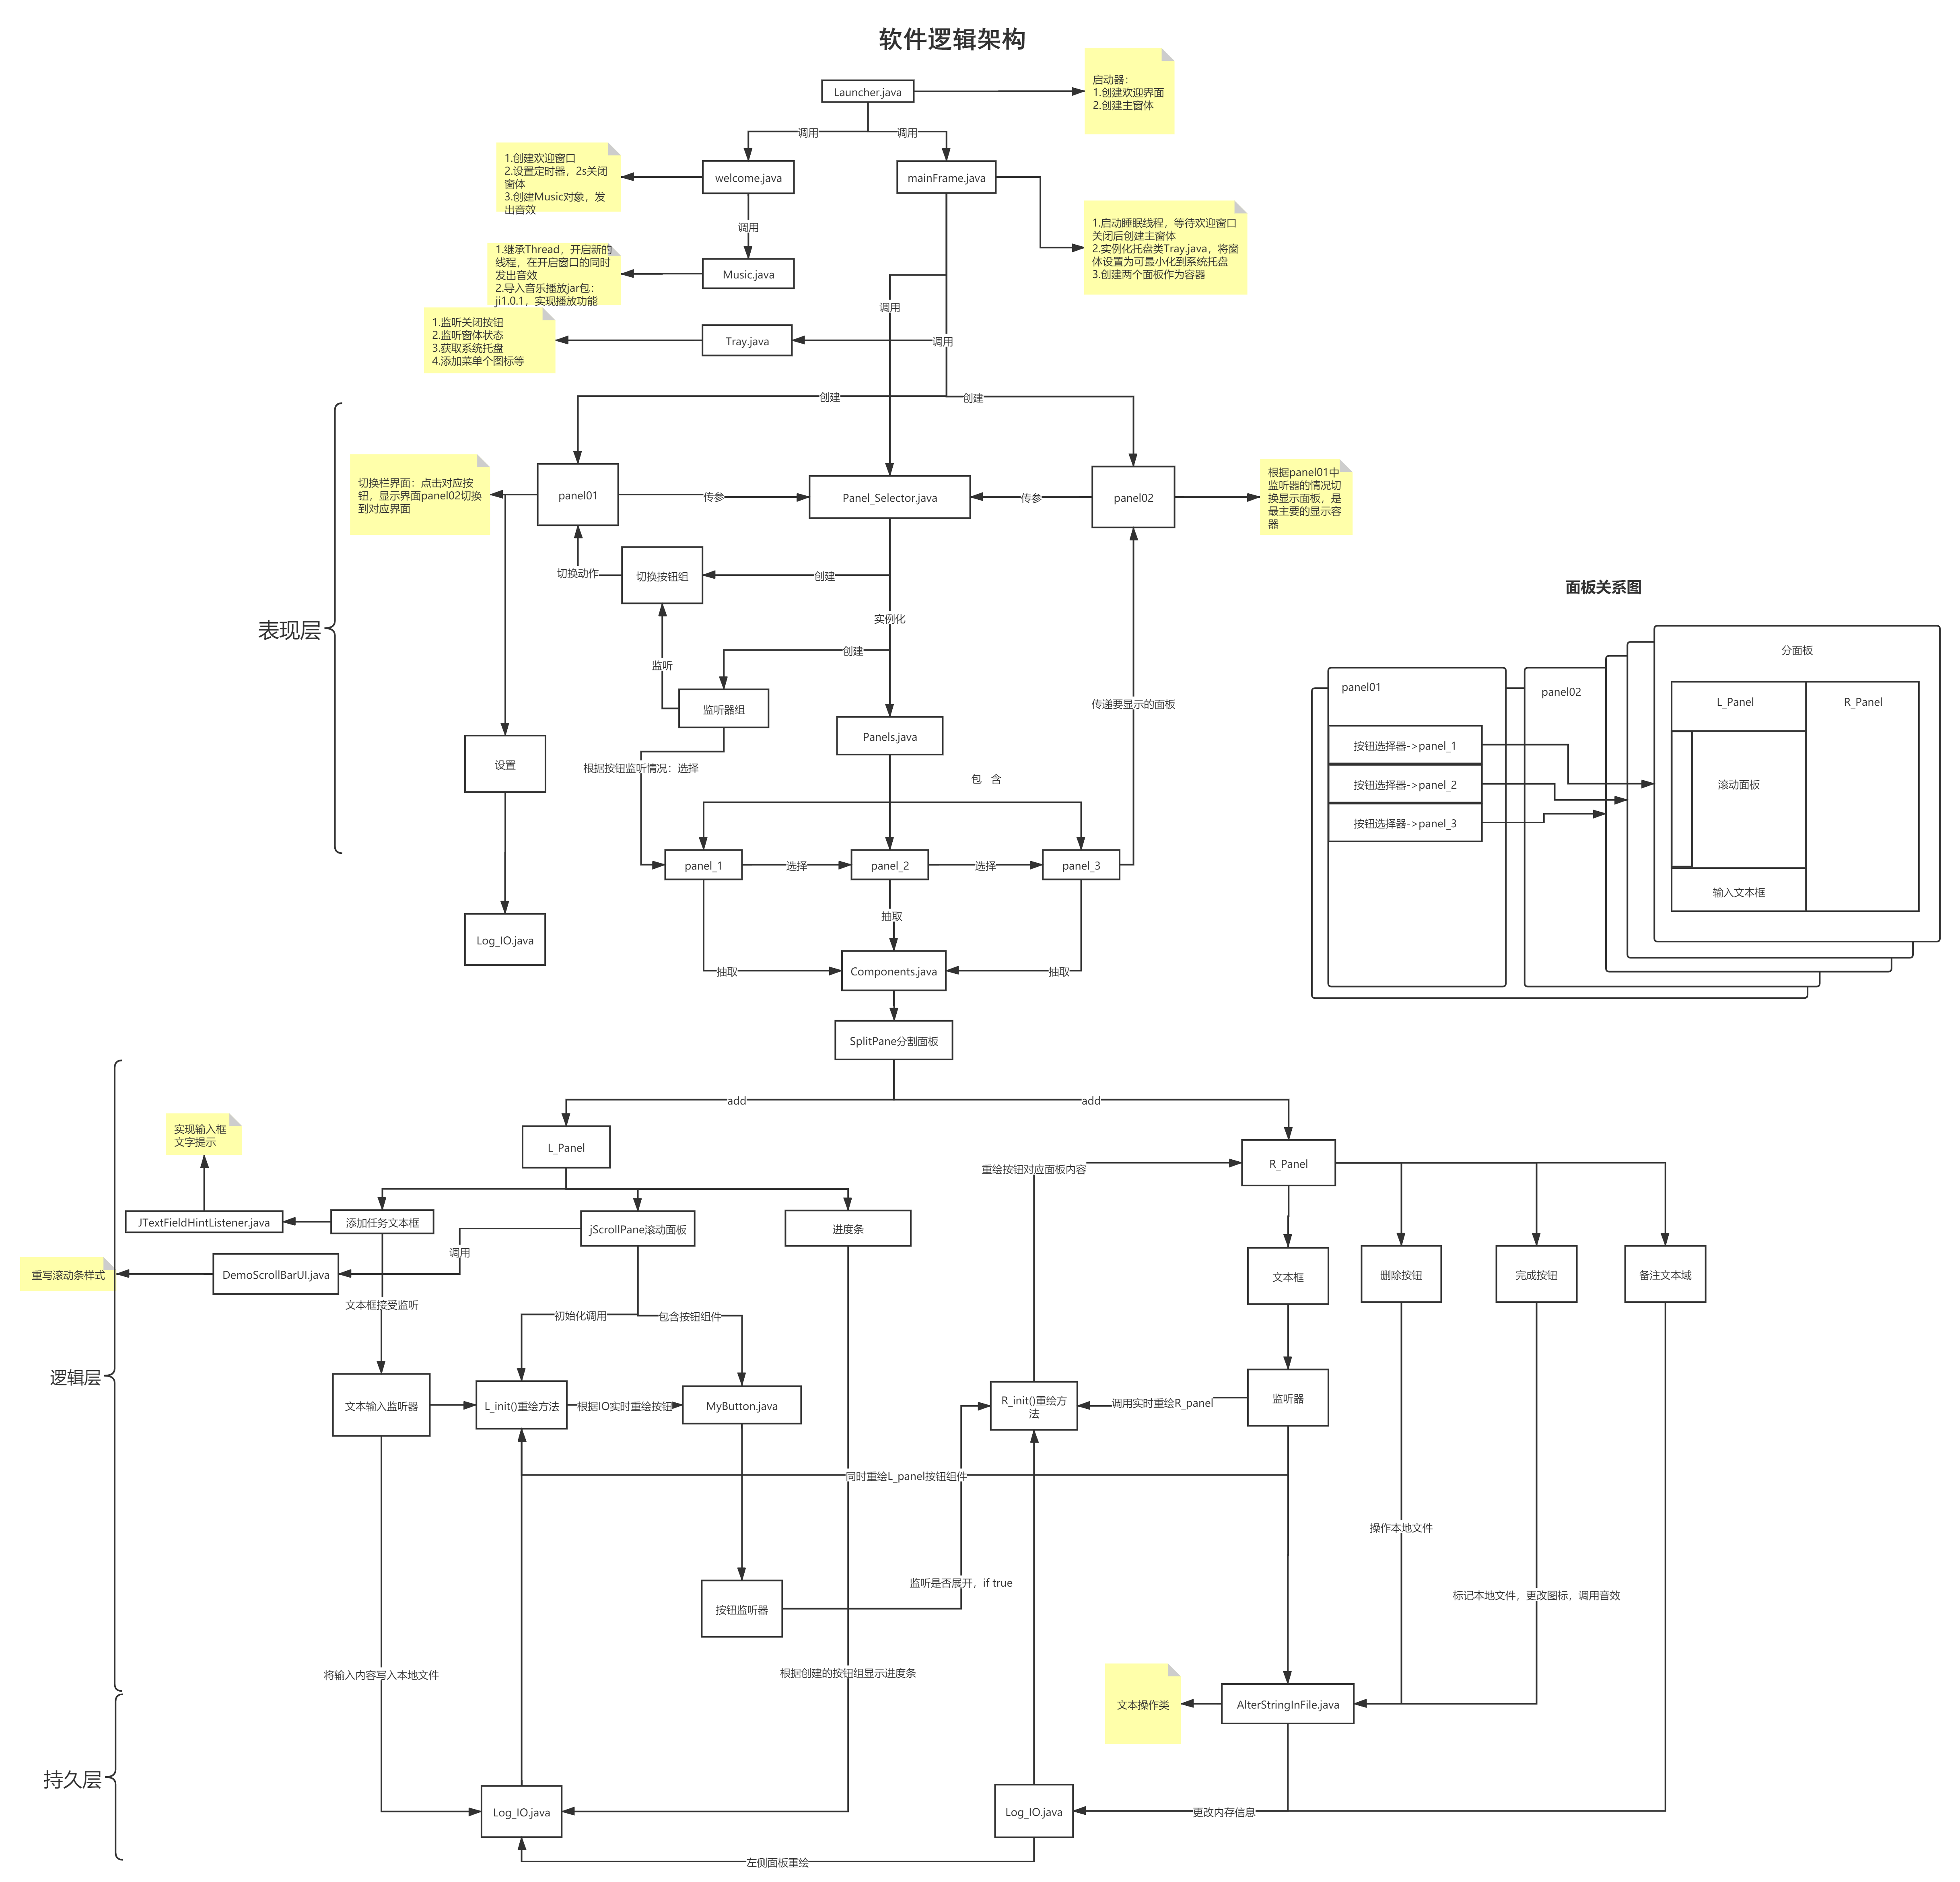 软件逻辑架构
Launcher.java
启动器：
1.创建欢迎界面
2.创建主窗体
调用
调用
1.创建欢迎窗口
2.设置定时器，2s关闭
窗体
3.创建Music对象，发
出音效
welcome.java
mainFrame.java
调用
1.启动睡眠线程，等待欢迎窗口
关闭后创建主窗体
2.实例化托盘类Tray.java，将窗
体设置为可最小化到系统托盘
3.创建两个面板作为容器
1.继承Thread，开启新的
线程，在开启窗口的同时
发出音效
2.导入音乐播放jar包：
ji1.0.1，实现播放功能
Music.java
调用
1.监听关闭按钮
2.监听窗体状态
3.获取系统托盘
4.添加菜单个图标等
Tray.java
调用
创建
创建
表现层
切换栏界面：点击对应按
钮，显示界面panel02切换
到对应界面
panel01
传参
Panel_Selector.java
传参
panel02
根据panel01中
监听器的情况切
换显示面板，是
最主要的显示容
器
切换动作
切换按钮组
创建
实例化
创建
监听
监听器组
传递要显示的面板
Panels.java
设置
根据按钮监听情况：选择
包 含
panel_1
选择
panel_2
选择
panel_3
抽取
Log_IO.java
抽取
Components.java
抽取
SplitPane分割面板
面板关系图
panel01
panel02
分面板
L_Panel
R_Panel
按钮选择器->panel_1
按钮选择器->panel_2
按钮选择器->panel_3
滚动面板
输入文本框
add
add
逻辑层
实现输入框
文字提示
L_Panel
重绘按钮对应面板内容
R_Panel
JTextFieldHintListener.java
添加任务文本框
jScrollPane滚动面板
进度条
调用
重写滚动条样式
DemoScrollBarUI.java
文本框
删除按钮
完成按钮
备注文本域
文本框接受监听
初始化调用
包含按钮组件
文本输入监听器
L_init()重绘方法
根据IO实时重绘按钮
MyButton.java
R_init()重绘方
法
调用实时重绘R_panel
监听器
同时重绘L_panel按钮组件
操作本地文件
监听是否展开，if true
标记本地文件，更改图标，调用音效
按钮监听器
将输入内容写入本地文件
根据创建的按钮组显示进度条
文本操作类
AlterStringInFile.java
持久层
Log_IO.java
Log_IO.java
更改内存信息
左侧面板重绘